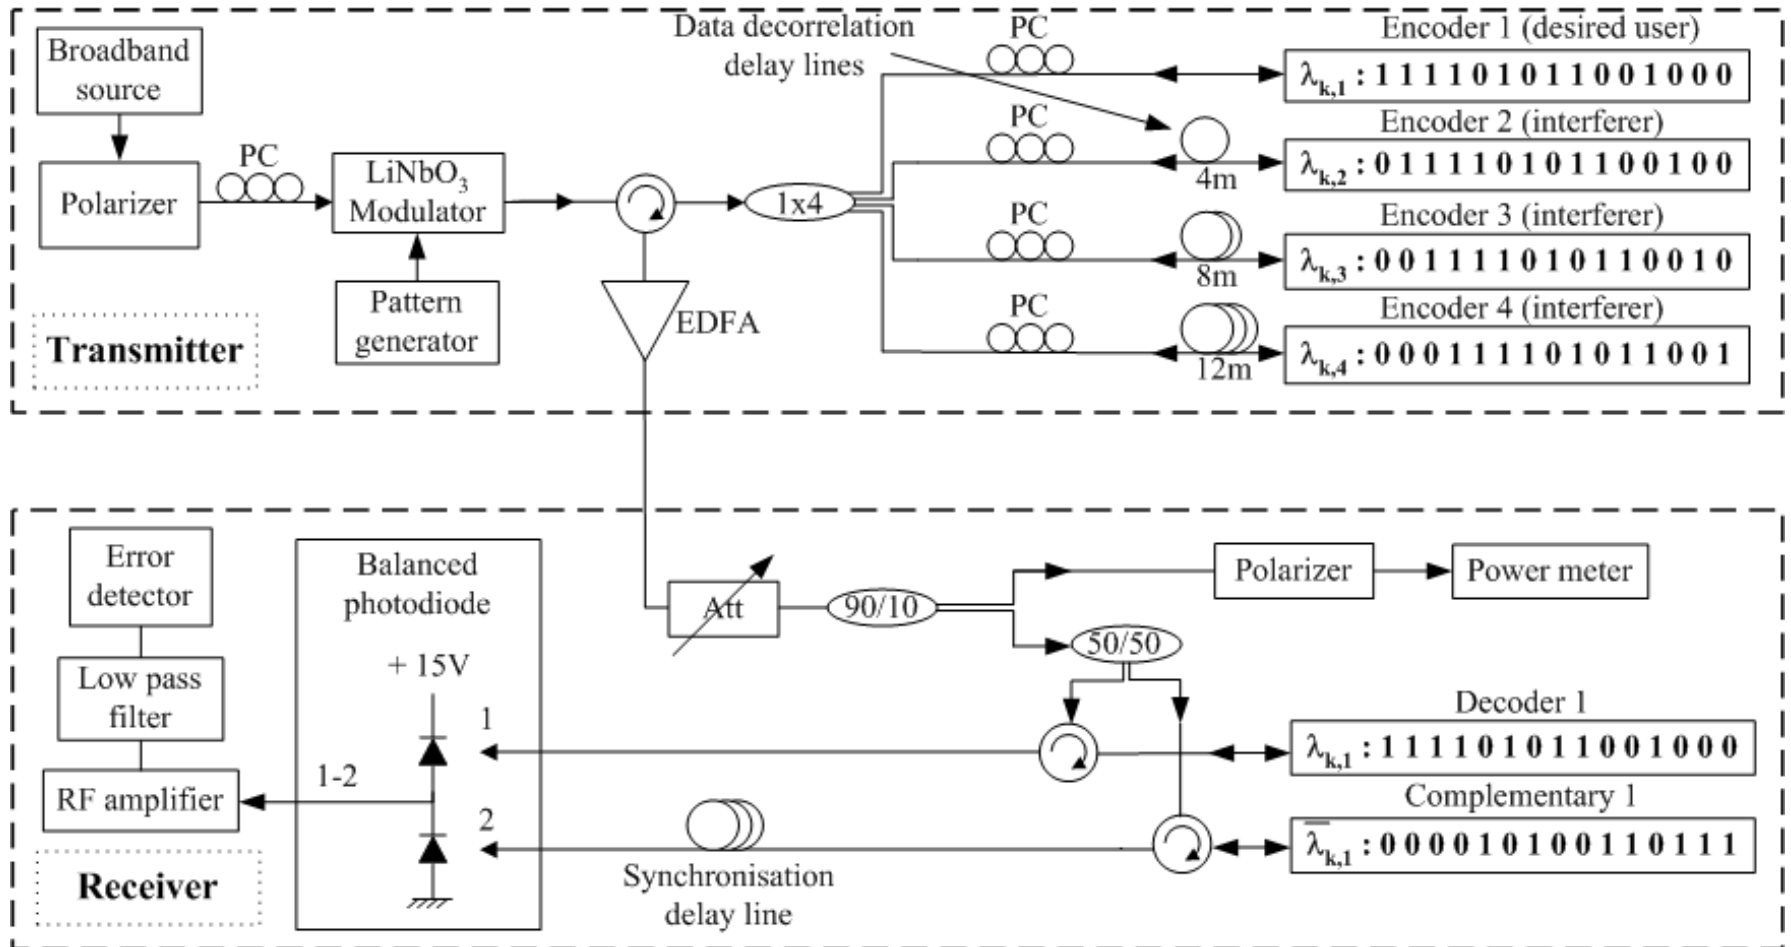 Broadband
source
Polarizer
PC
LiNbO3
Modulator
Pattern
generator
Transmitter
1x4
EDFA
Data decorrelation
delay lines
PC
Encoder 1 (desired user)
λk,1 : 1 1 1 1 0 1 0 1 1 0 0 1 0 0 0
PC
4m
Encoder 2 (interferer)
λk,2 : 0 1 1 1 1 0 1 0 1 1 0 0 1 0 0
PC
8m
Encoder 3 (interferer)
λk,3 : 0 0 1 1 1 1 0 1 0 1 1 0 0 1 0
PC
12m
Encoder 4 (interferer)
λk,4 : 0 0 0 1 1 1 1 0 1 0 1 1 0 0 1
Error
detector
Low pass
filter
RF amplifier
Receiver
Balanced
photodiode
+ 15V
1
1-2
2
Att
90/10
Polarizer
Power meter
50/50
Decoder 1
λk,1 : 1 1 1 1 0 1 0 1 1 0 0 1 0 0 0
Complementary 1
λ̅k,1 : 0 0 0 0 1 0 1 0 0 1 1 0 1 1 1
Synchronisation
delay line